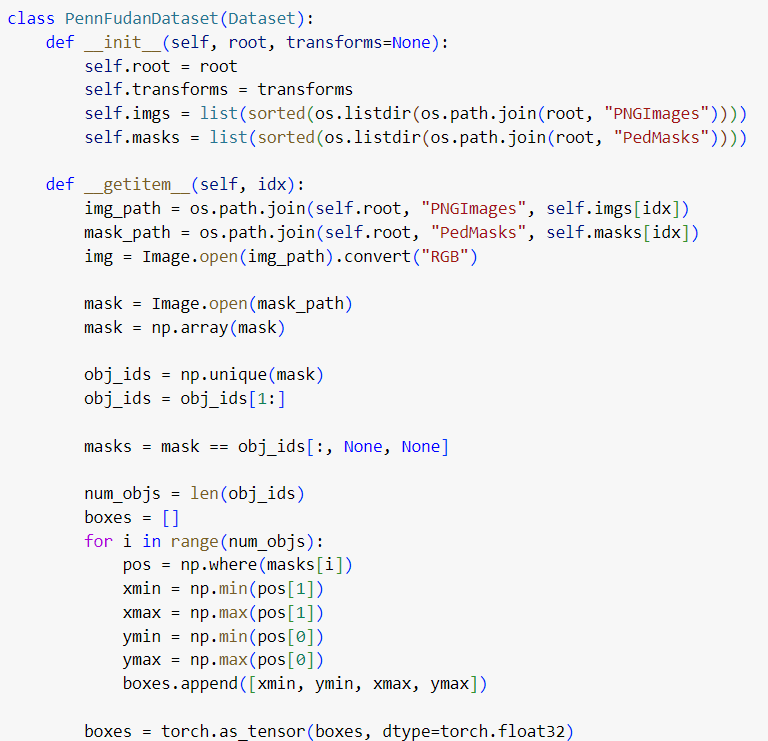 class PennFudanDataset(Dataset):
    def __init__(self, root, transforms=None):
        self.root = root
        self.transforms = transforms
        self.imgs = list(sorted(os.listdir(os.path.join(root, "PNGImages"))))
        self.masks = list(sorted(os.listdir(os.path.join(root, "PedMasks"))))

    def __getitem__(self, idx):
        img_path = os.path.join(self.root, "PNGImages", self.imgs[idx])
        mask_path = os.path.join(self.root, "PedMasks", self.masks[idx])
        img = Image.open(img_path).convert("RGB")

        mask = Image.open(mask_path)
        mask = np.array(mask)

        obj_ids = np.unique(mask)
        obj_ids = obj_ids[1:]

        masks = mask == obj_ids[:, None, None]

        num_objs = len(obj_ids)
        boxes = []
        for i in range(num_objs):
            pos = np.where(masks[i])
            xmin = np.min(pos[1])
            xmax = np.max(pos[1])
            ymin = np.min(pos[0])
            ymax = np.max(pos[0])
            boxes.append([xmin, ymin, xmax, ymax])

        boxes = torch.as_tensor(boxes, dtype=torch.float32)